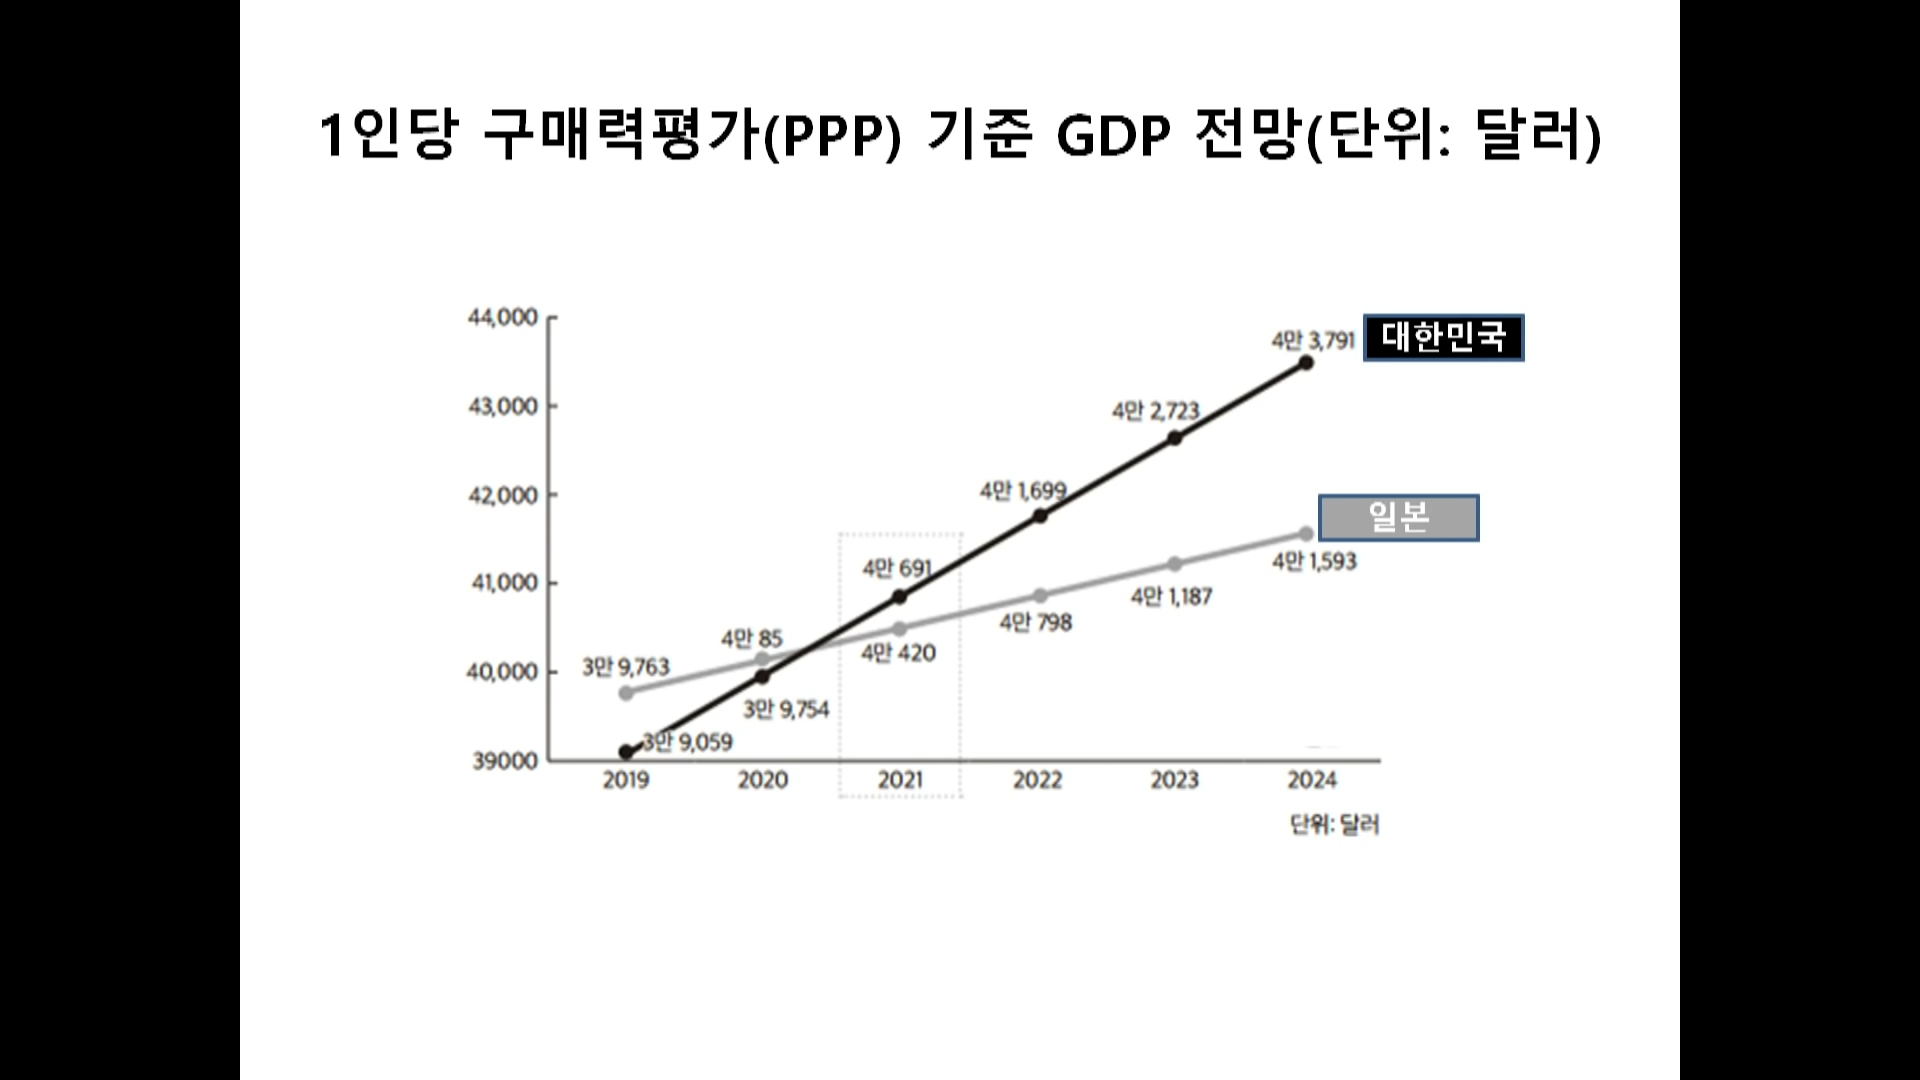 1인당 구매력평가(PPP) 기준 GDP 전망(단위: 달러)
44,000
43,000
42,000
41,000
40,000
39000
4만 3,791
대한민국
4만 2,723
4만 1,699
일본
4만 691
4만 1,593
4만 1,187
4만 798
4만 85
4만 420
3만 9,763
3만 9,754
3만 9,059
2019 2020 2021 2022 2023 2024
단위: 달러